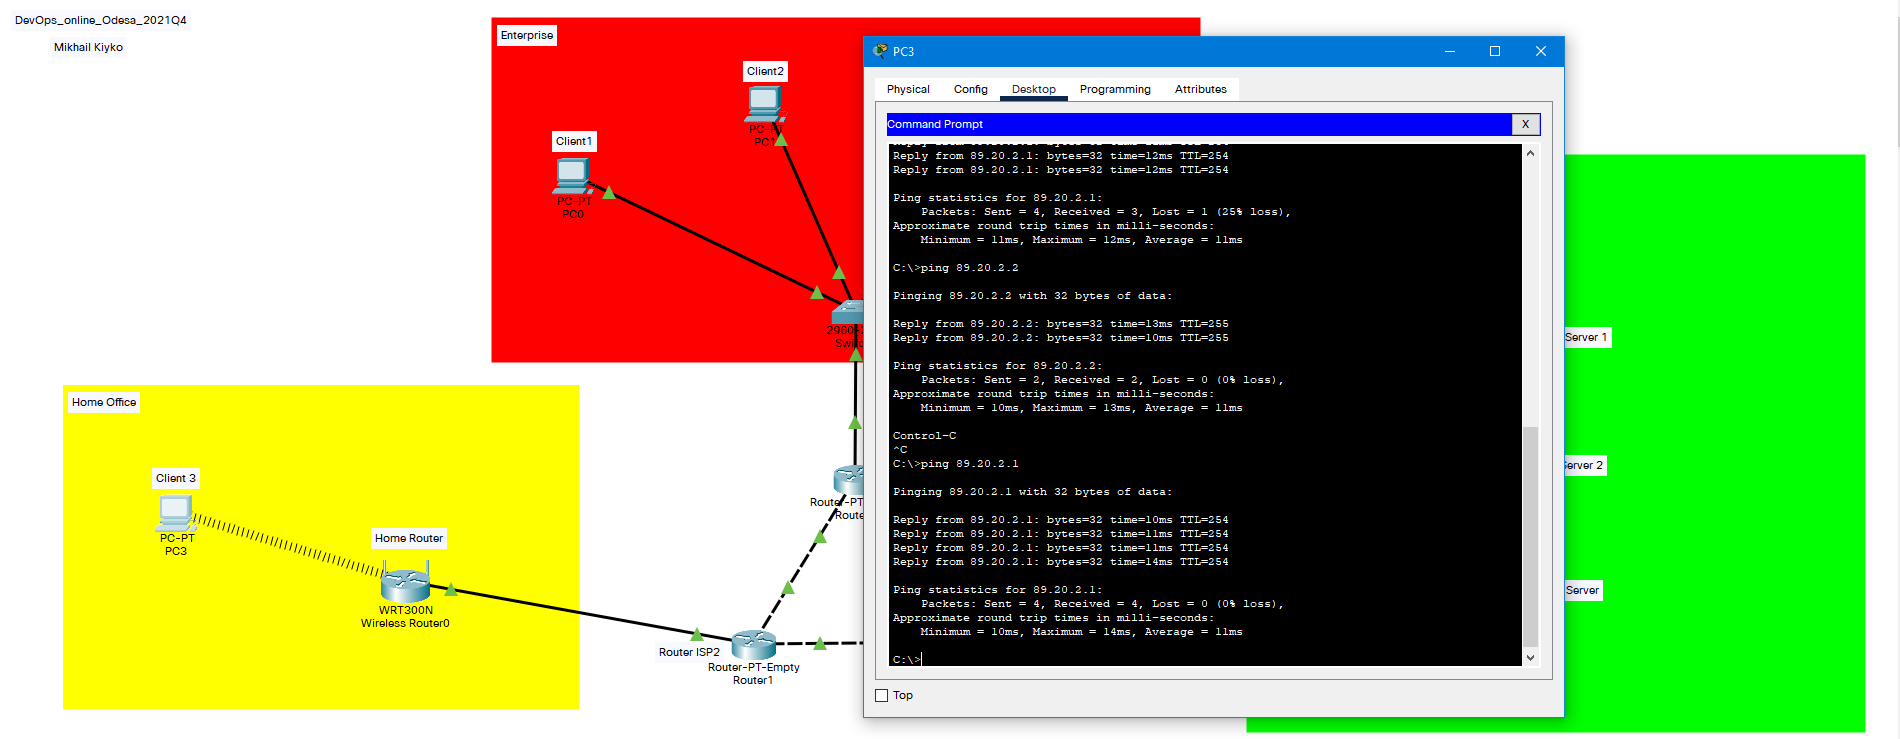 DevOps_online_Odesa_2021Q4
Mikhail Kiyko
Enterprise
Client2
PC-PT
PC1
Client1
PC-PT
PC0
2960-
Home Office
Client 3
PC-PT
PC3
Home Router
WRT300N
Wireless Router0
Router-PT
Route
Router ISP2
Router-PT-Empty
Router1
PC3
Physical Config Desktop Programming Attributes
Command Prompt X
Reply from 89.20.2.1: bytes=32 time=12ms TTL=254
Reply from 89.20.2.1: bytes=32 time=12ms TTL=254
Ping statistics for 89.20.2.1:
Packets: Sent = 4, Received = 3, Lost = 1 (25% loss),
Approximate round trip times in milli-seconds:
Minimum = 11ms, Maximum = 12ms, Average = 11ms
C:\>ping 89.20.2.2
Pinging 89.20.2.2 with 32 bytes of data:
Reply from 89.20.2.2: bytes=32 time=13ms TTL=255
Reply from 89.20.2.2: bytes=32 time=10ms TTL=255
Ping statistics for 89.20.2.2:
Packets: Sent = 2, Received = 2, Lost = 0 (0% loss),
Approximate round trip times in milli-seconds:
Minimum = 10ms, Maximum = 13ms, Average = 11ms
Control-C
^C
C:\>ping 89.20.2.1
Pinging 89.20.2.1 with 32 bytes of data:
Reply from 89.20.2.1: bytes=32 time=10ms TTL=254
Reply from 89.20.2.1: bytes=32 time=11ms TTL=254
Reply from 89.20.2.1: bytes=32 time=11ms TTL=254
Reply from 89.20.2.1: bytes=32 time=14ms TTL=254
Ping statistics for 89.20.2.1:
Packets: Sent = 4, Received = 4, Lost = 0 (0% loss),
Approximate round trip times in milli-seconds:
Minimum = 10ms, Maximum = 14ms, Average = 11ms
C:\>
Top
Server 1
Server 2
Server